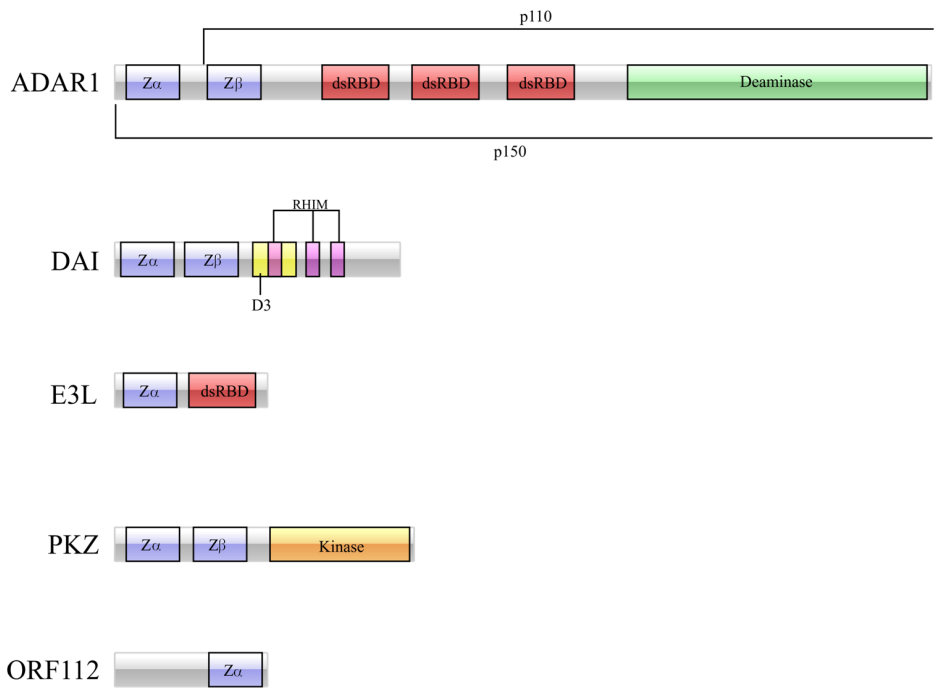 p110
ADAR1 Zα Zβ dsRBD dsRBD dsRBD Deaminase
p150
RHIM
DAI Zα Zβ
D3
E3L Zα dsRBD
PKZ Zα Zβ Kinase
ORF112 Zα